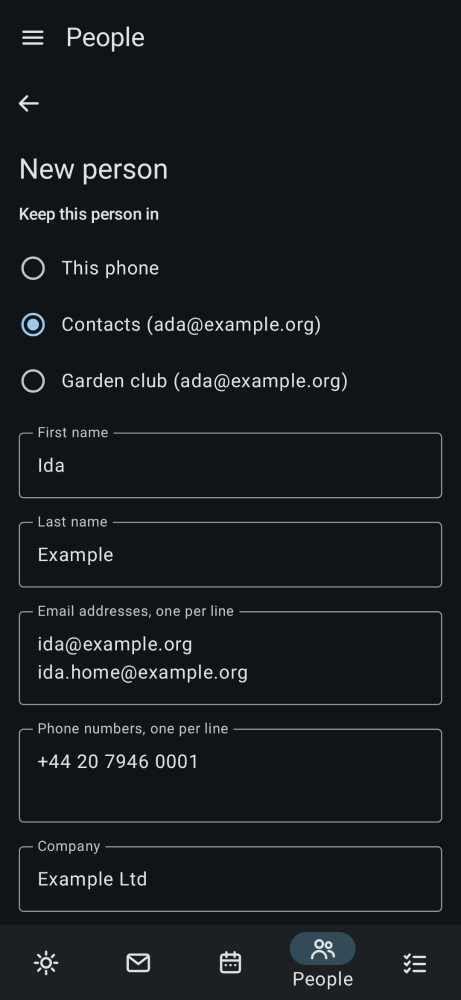 People
New person
Keep this person in
This phone
Contacts (ada@example.org)
Garden club (ada@example.org)
First name
Ida
Last name
Example
Email addresses, one per line
ida@example.org
ida.home@example.org
Phone numbers, one per line
+44 20 7946 0001
Company
Example Ltd
People